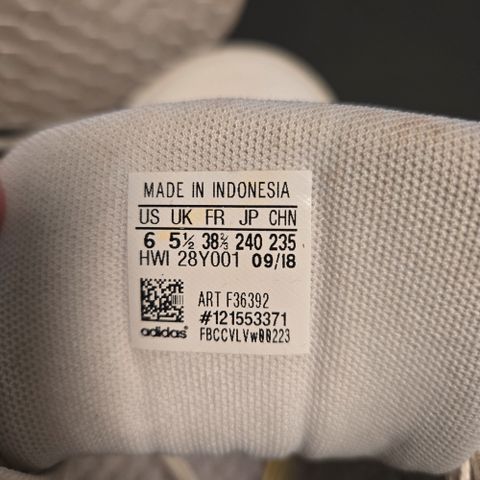 MADE IN INDONESIA
US UK FR JP CHN
6 5½ 38⅔ 240 235
HWI 28Y001 09/18
ART F36392
#121553371
adidas® FBCCVLVw00223